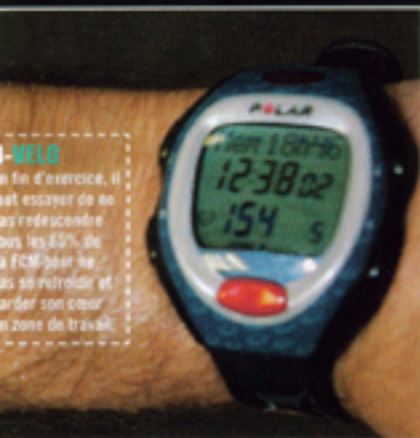 -VELO
n fin d'exercice, il
aut essayer de ne
as redescendre
ous les 65% de
a FCM pour ne
as se refroidir et
arder son cœur
n zone de travail.
POLAR
12:38 02
154 S